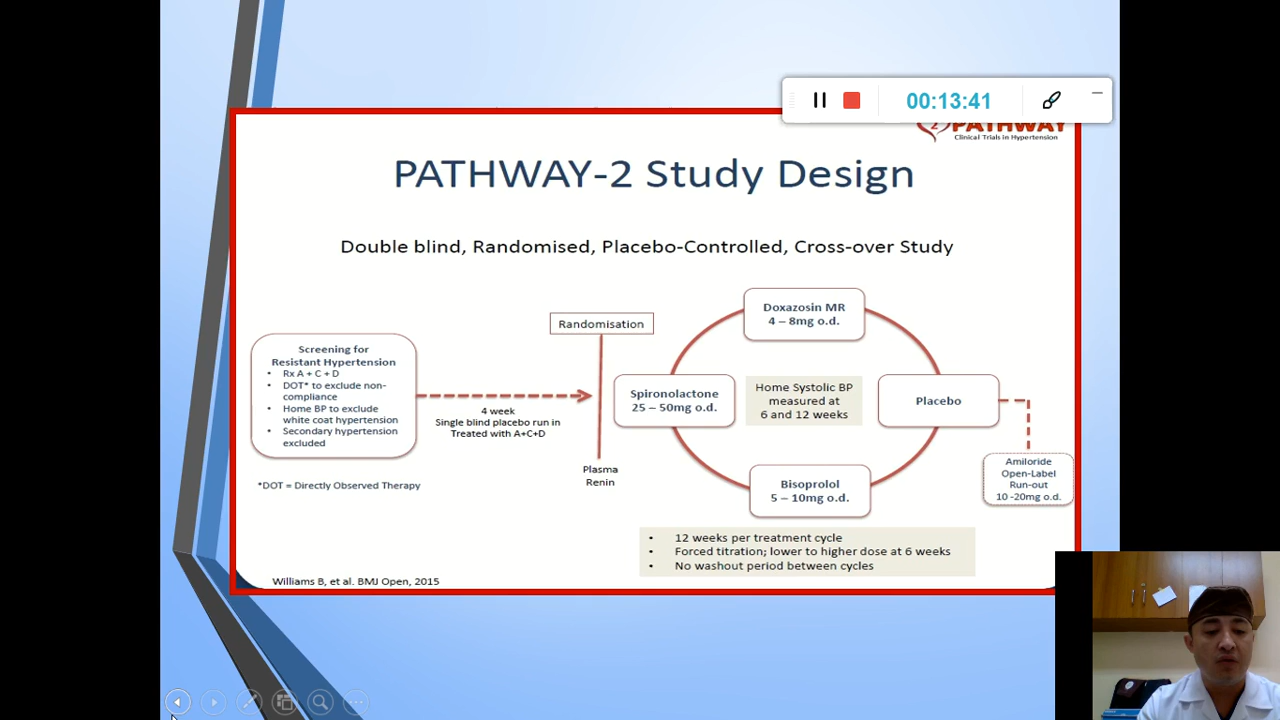 00:13:41
PATHWAY
Clinical Trials in Hypertension
PATHWAY-2 Study Design
Double blind, Randomised, Placebo-Controlled, Cross-over Study
Screening for
Resistant Hypertension
• Rx A + C + D
• DOT* to exclude non-
compliance
• Home BP to exclude
white coat hypertension
• Secondary hypertension
excluded
*DOT = Directly Observed Therapy
4 week
Single blind placebo run in
Treated with A+C+D
Randomisation
Plasma
Renin
Doxazosin MR
4 – 8mg o.d.
Spironolactone
25 – 50mg o.d.
Home Systolic BP
measured at
6 and 12 weeks
Placebo
Bisoprolol
5 – 10mg o.d.
Amiloride
Open-Label
Run-out
10 -20mg o.d.
• 12 weeks per treatment cycle
• Forced titration; lower to higher dose at 6 weeks
• No washout period between cycles
Williams B, et al. BMJ Open, 2015